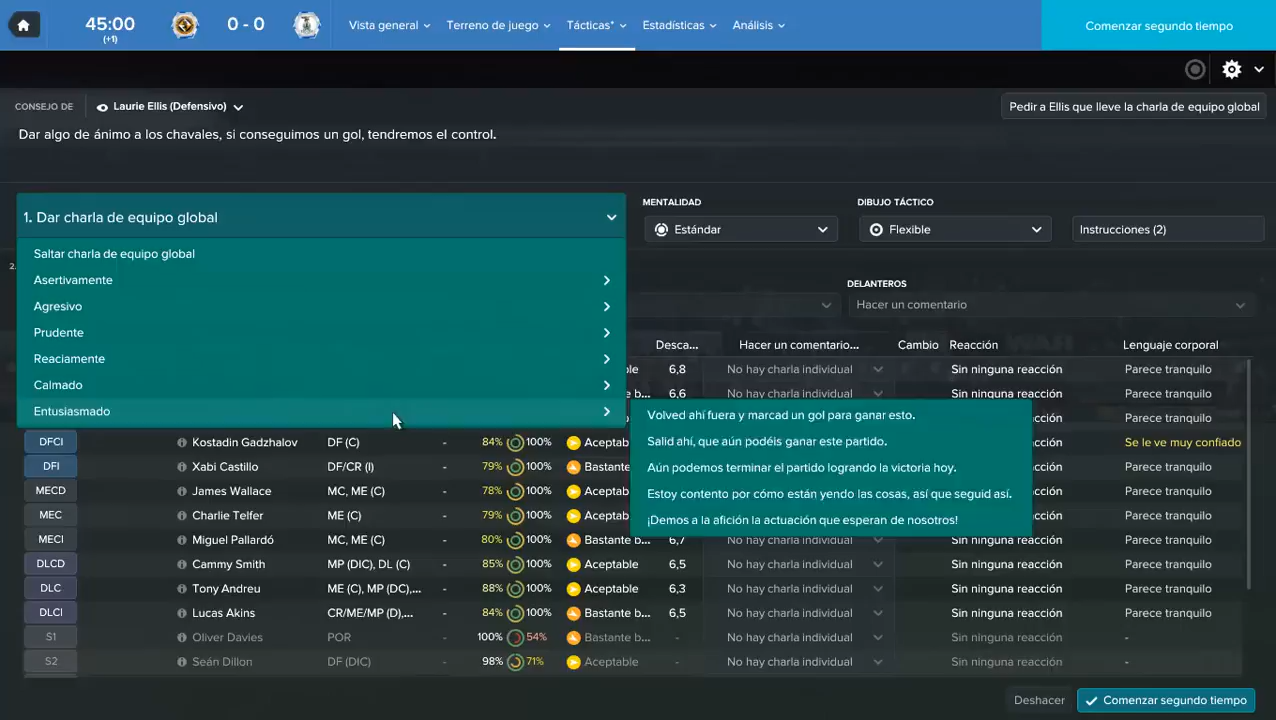 45:00
(+1)
0 - 0
Vista general
Terreno de juego
Tácticas*
Estadísticas
Análisis
Comenzar segundo tiempo
CONSEJO DE
Laurie Ellis (Defensivo)
Pedir a Ellis que lleve la charla de equipo global
Dar algo de ánimo a los chavales, si conseguimos un gol, tendremos el control.
1. Dar charla de equipo global
MENTALIDAD
DIBUJO TÁCTICO
Estándar
Flexible
Instrucciones (2)
Saltar charla de equipo global
Asertivamente
Agresivo
Prudente
Reaciamente
Calmado
Entusiasmado
2.
DELANTEROS
Hacer un comentario
Desca... Hacer un comentario... Cambio Reacción Lenguaje corporal
ole 6,8 No hay charla individual Sin ninguna reacción Parece tranquilo
6,6 No hay charla individual Sin ninguna reacción Parece tranquilo
cción Parece tranquilo
Volved ahí fuera y marcad un gol para ganar esto.
Salid ahí, que aún podéis ganar este partido.
Aún podemos terminar el partido logrando la victoria hoy.
Estoy contento por cómo están yendo las cosas, así que seguid así.
¡Demos a la afición la actuación que esperan de nosotros!
DFCI Kostadin Gadzhalov DF (C) - 84% 100% Aceptab cción Se le ve muy confiado
DFI Xabi Castillo DF/CR (I) - 79% 100% Bastante cción Parece tranquilo
MECD James Wallace MC, ME (C) - 78% 100% Aceptab cción Parece tranquilo
MEC Charlie Telfer ME (C) - 79% 100% Aceptab cción Parece tranquilo
MECI Miguel Pallardó MC, ME (C) - 80% 100% Bastante b... 6,7 No hay charla individual Sin ninguna reacción Parece tranquilo
DLCD Cammy Smith MP (DIC), DL (C) - 85% 100% Aceptable 6,5 No hay charla individual Sin ninguna reacción Parece tranquilo
DLC Tony Andreu ME (C), MP (DC),... - 88% 100% Aceptable 6,3 No hay charla individual Sin ninguna reacción Parece tranquilo
DLCI Lucas Akins CR/ME/MP (D),... - 84% 100% Bastante b... 6,5 No hay charla individual Sin ninguna reacción Parece tranquilo
S1 Oliver Davies POR - 100% 54% Bastante b... - No hay charla individual Sin ninguna reacción -
S2 Seán Dillon DF (DIC) - 98% 71% Aceptable - No hay charla individual Sin ninguna reacción -
Deshacer
Comenzar segundo tiempo